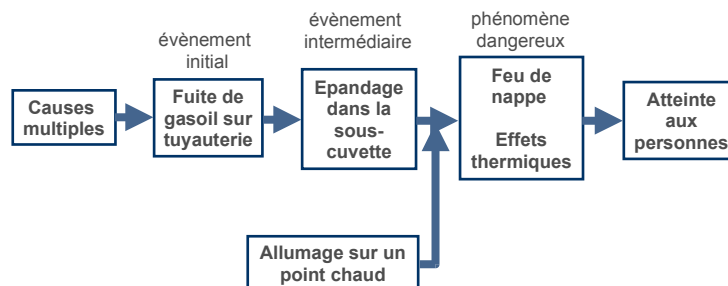 évènement
initial
évènement
intermédiaire
phénomène
dangereux
Causes
multiples
Fuite de
gasoil sur
tuyauterie
Epandage
dans la
sous-
cuvette
Feu de
nappe
Effets
thermiques
Atteinte
aux
personnes
Allumage sur un
point chaud